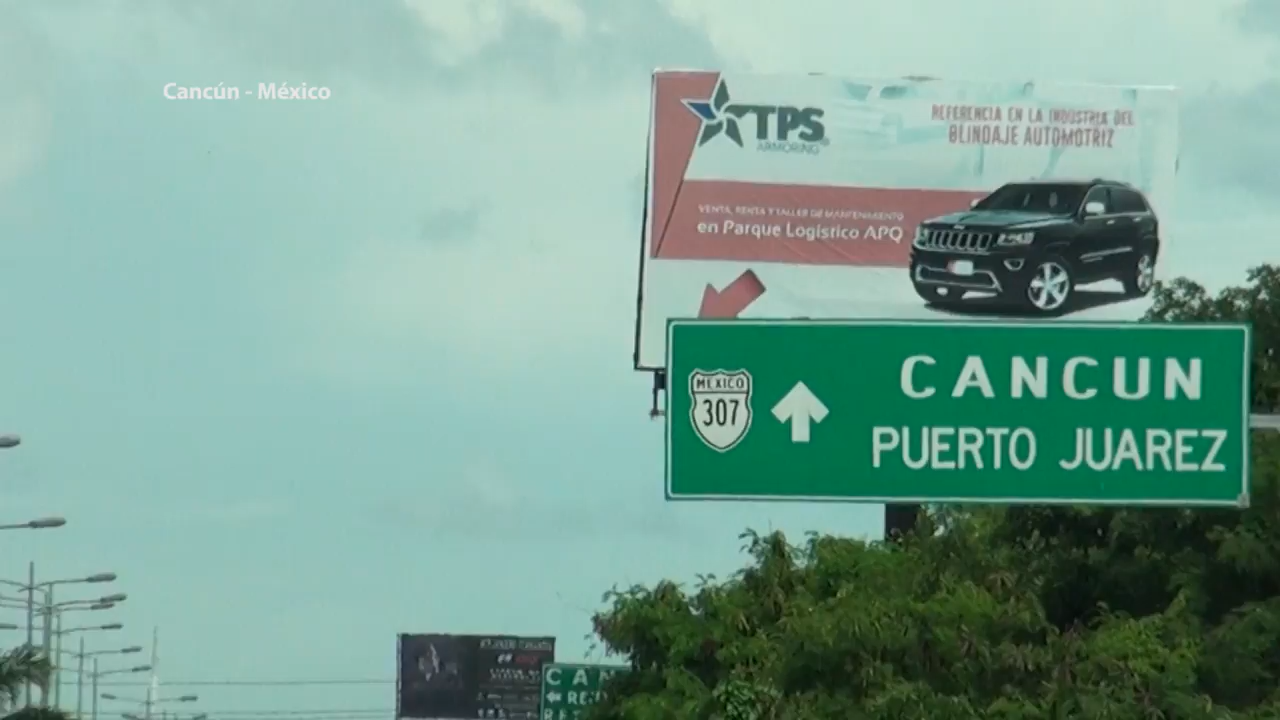 Cancún - México
TPS
ARMORING
REFERENCIA EN LA INDUSTRIA DEL
BLINDAJE AUTOMOTRIZ
VENTA, RENTA Y TALLER DE MANTENIMIENTO
en Parque Logístico APQ
MEXICO
307
CANCUN
PUERTO JUAREZ
CAN